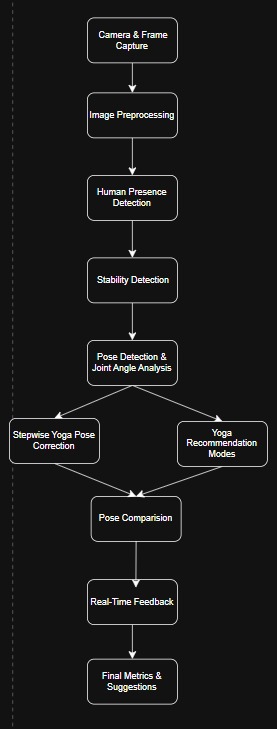 Camera & Frame
Capture
Image Preprocessing
Human Presence
Detection
Stability Detection
Pose Detection &
Joint Angle Analysis
Stepwise Yoga Pose
Correction
Yoga
Recommendation
Modes
Pose Comparision
Real-Time Feedback
Final Metrics &
Suggestions